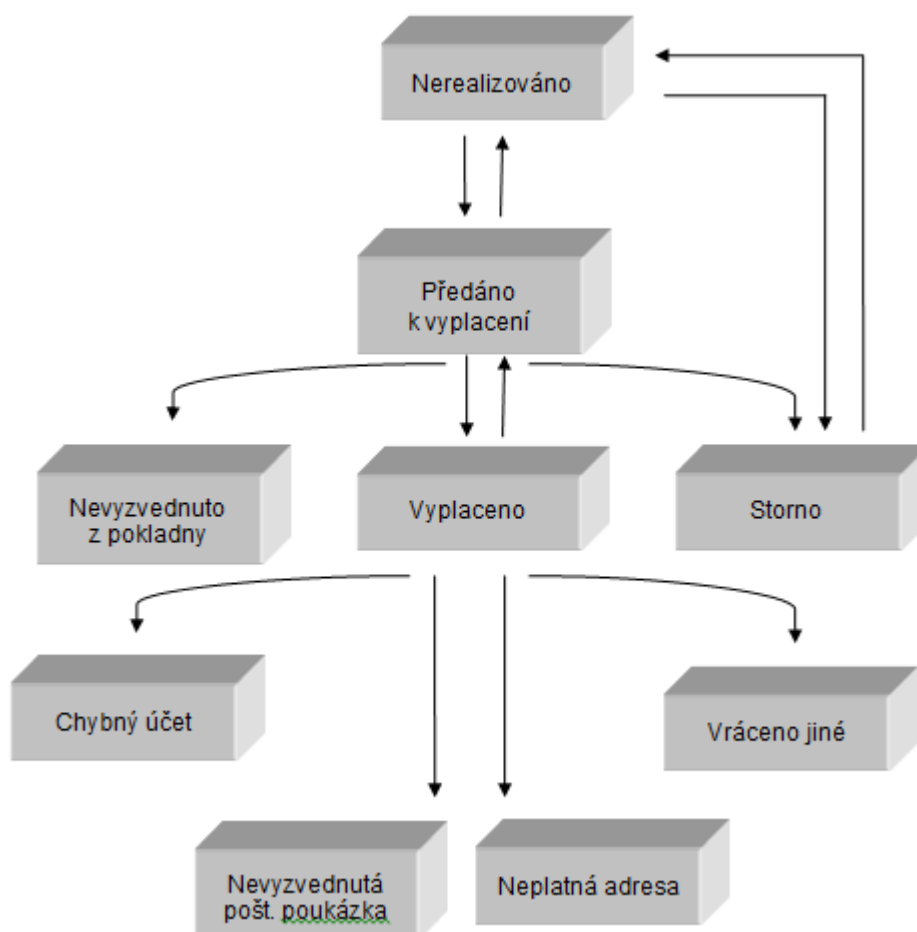 Nerealizováno
Předáno
k vyplacení
Nevyzvednuto
z pokladny
Vyplaceno
Storno
Chybný účet
Vráceno jiné
Nevyzvednutá
pošt. poukázka
Neplatná adresa